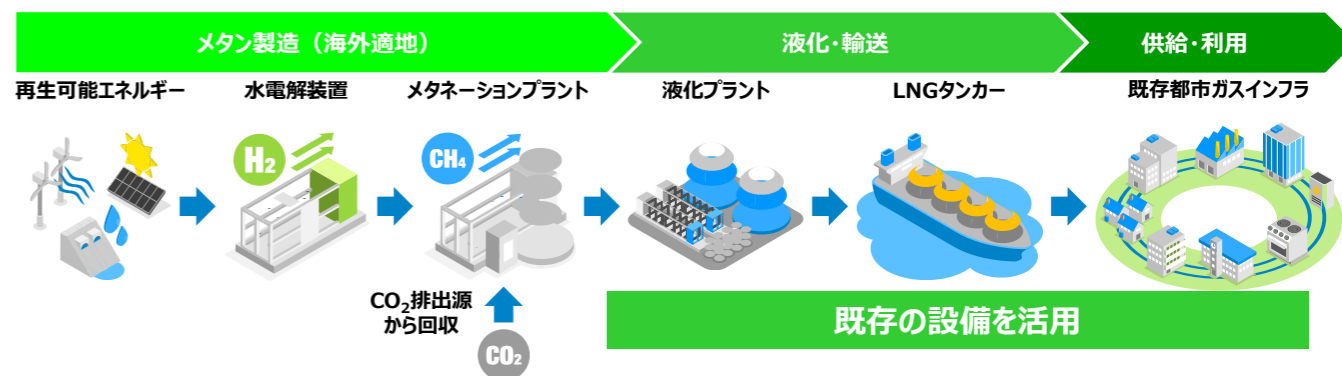 メタン製造（海外適地）
液化・輸送
供給・利用
再生可能エネルギー
水電解装置
メタネーションプラント
液化プラント
LNGタンカー
既存都市ガスインフラ
H2
CH4
CO2排出源
から回収
CO2
既存の設備を活用